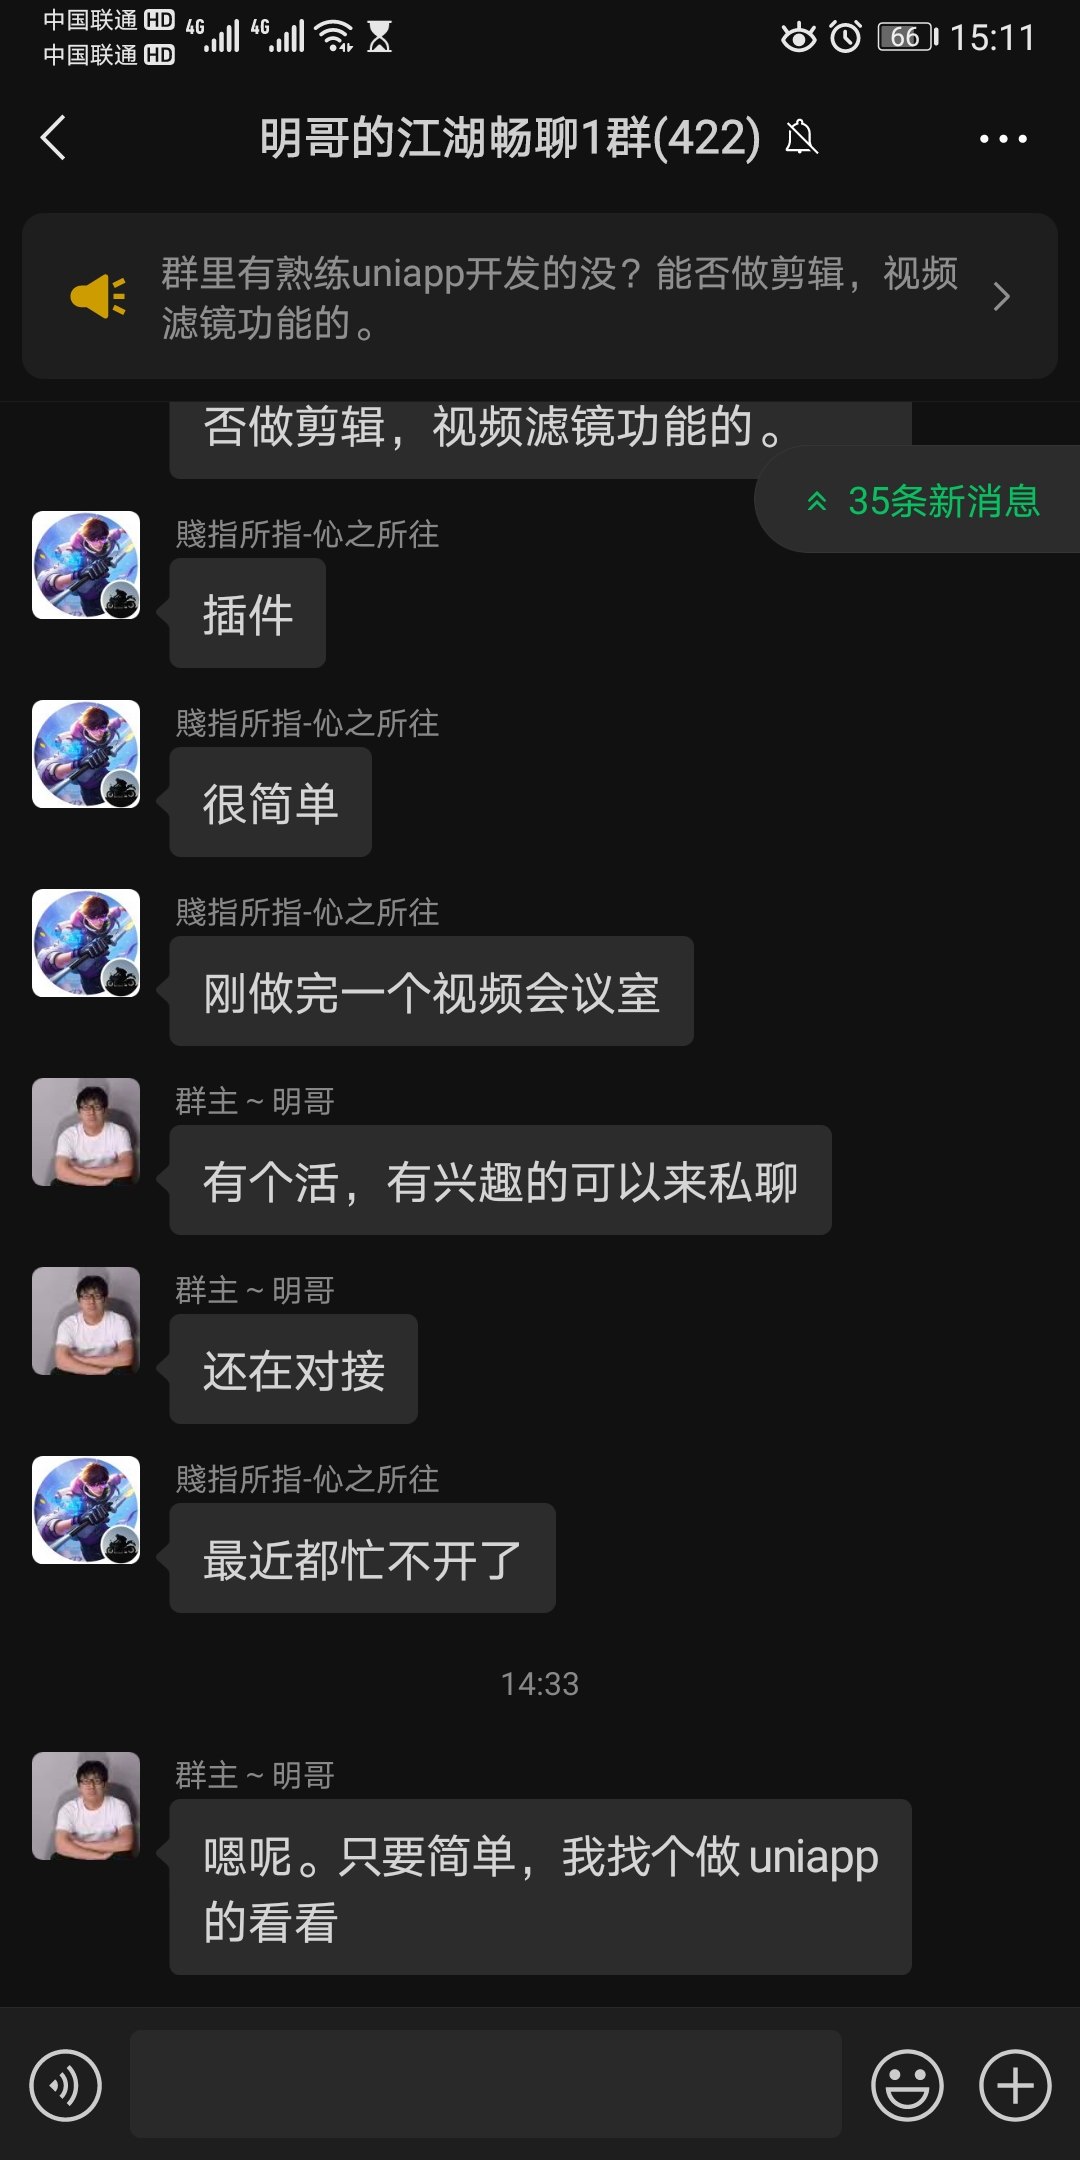 中国联通 HD 4G 4G 66 15:11
中国联通 HD
明哥的江湖畅聊1群(422)
群里有熟练uniapp开发的没？能否做剪辑，视频
滤镜功能的。
否做剪辑，视频滤镜功能的。
35条新消息
賤指所指-伈之所往
插件
賤指所指-伈之所往
很简单
賤指所指-伈之所往
刚做完一个视频会议室
群主 ~ 明哥
有个活，有兴趣的可以来私聊
群主 ~ 明哥
还在对接
賤指所指-伈之所往
最近都忙不开了
14:33
群主 ~ 明哥
嗯呢。只要简单，我找个做 uniapp
的看看